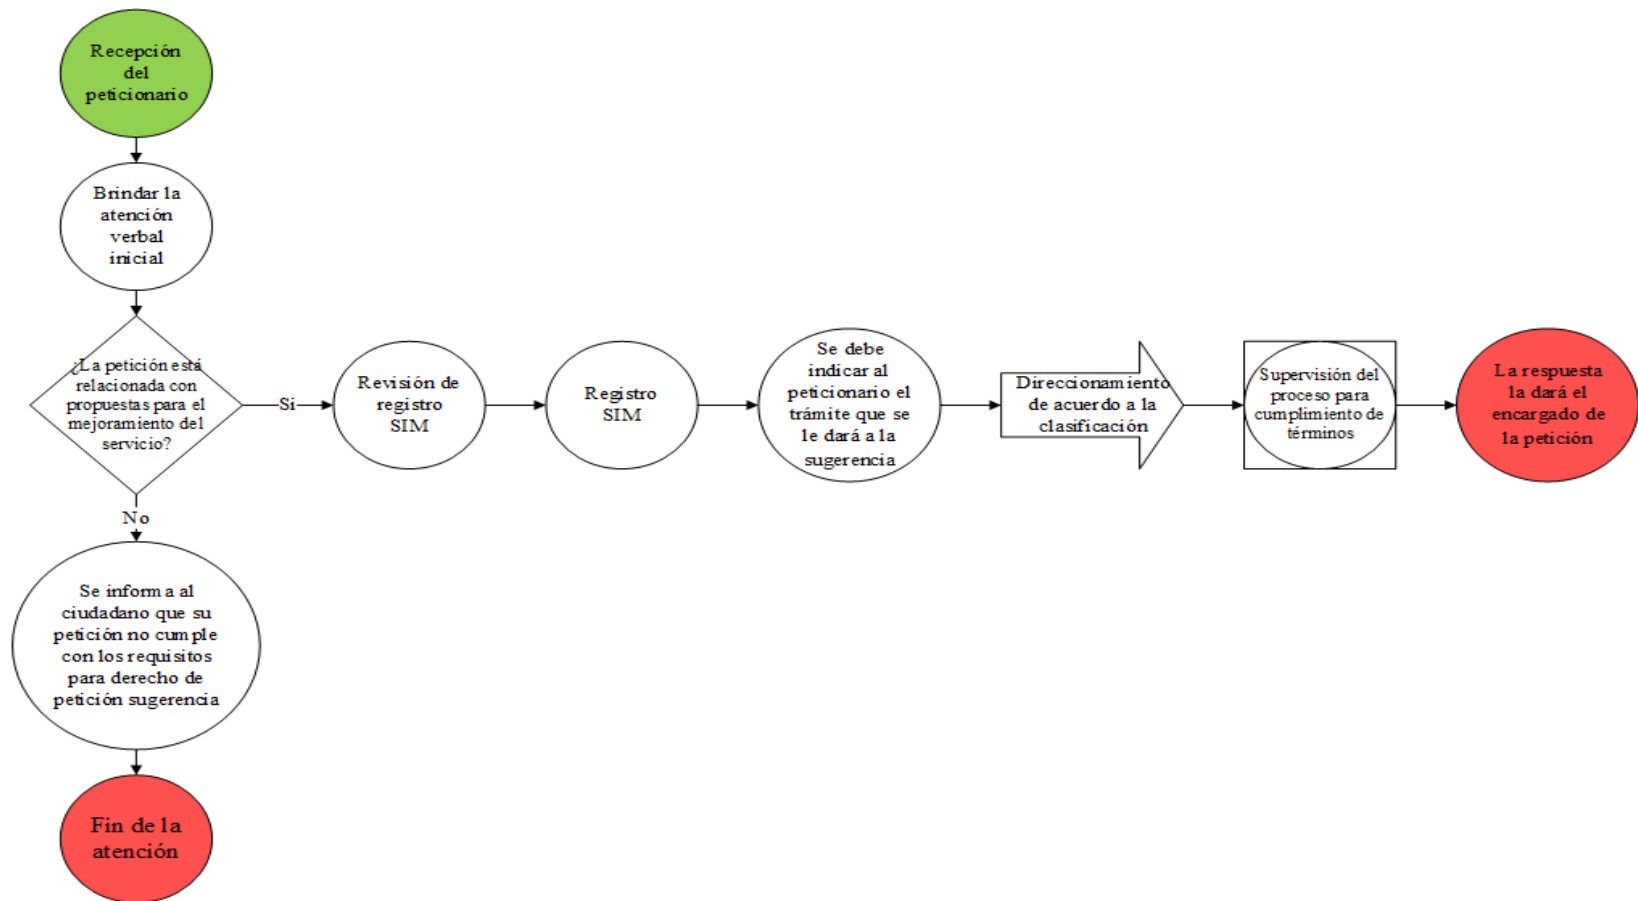 Recepción
del
peticionario
Brindar la
atención
verbal
inicial
¿La petición está
relacionada con
propuestas para el
mejoramiento del
servicio?
Si
Revisión de
registro
SIM
Registro
SIM
Se debe
indicar al
peticionario el
trámite que se
le dará a la
sugerencia
Direccionamiento
de acuerdo a la
clasificación
Supervisión del
proceso para
cumplimiento de
términos
La respuesta
la dará el
encargado de
la petición
No
Se informa al
ciudadano que su
petición no cumple
con los requisitos
para derecho de
petición sugerencia
Fin de la
atención